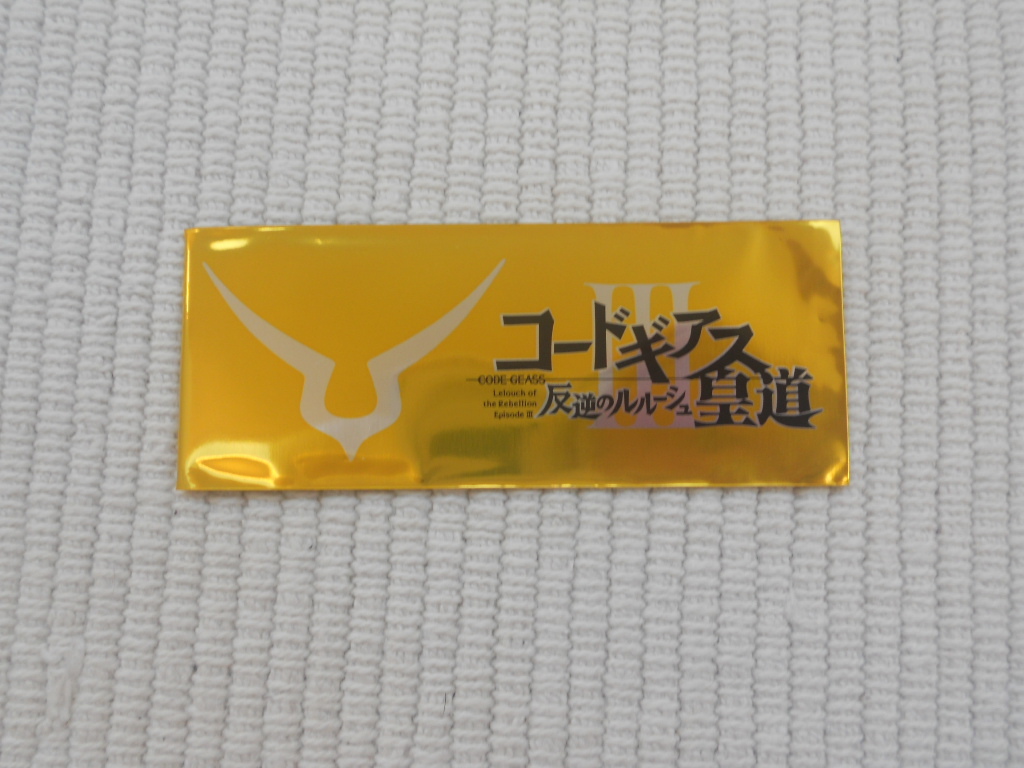 III
コードギアス
CODE GEASS
Lelouch of
the Rebellion
Episode III
反逆のルルーシュ
皇道